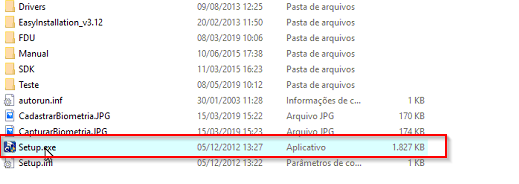 Drivers 09/08/2013 12:25 Pasta de arquivos
EasyInstallation_v3.12 20/02/2013 11:50 Pasta de arquivos
FDU 08/03/2019 10:06 Pasta de arquivos
Manual 10/06/2015 17:38 Pasta de arquivos
SDK 11/03/2015 16:20 Pasta de arquivos
Teste 08/05/2019 10:12 Pasta de arquivos
autorun.inf 30/01/2003 11:28 Informações de c... 1 KB
CadastrarBiometria.JPG 15/03/2019 15:23 Arquivo JPG 170 KB
CapturarBiometria.JPG 15/03/2019 15:23 Arquivo JPG 174 KB
Setup.exe 05/12/2012 13:27 Aplicativo 1.827 KB
Setup.ini 05/12/2012 13:22 Parâmetros de co... 1 KB